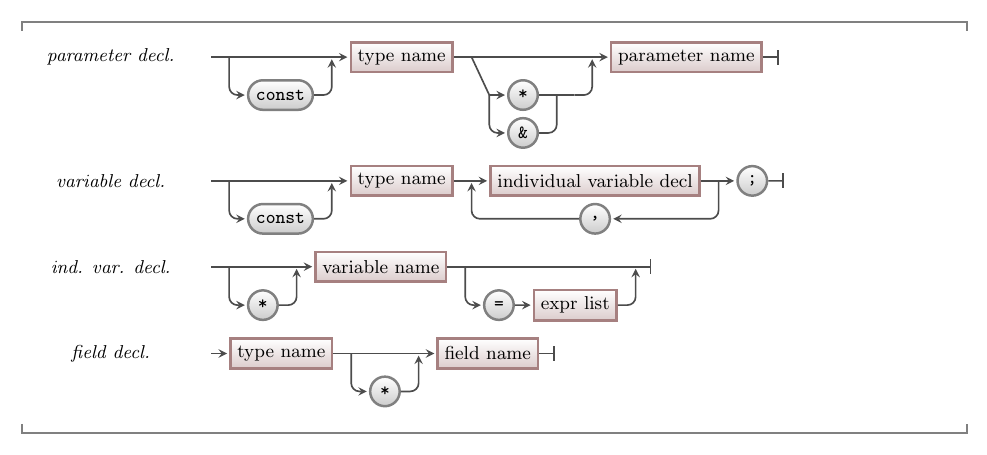 parameter decl. type name parameter name
const *
&
variable decl. type name individual variable decl ;
const ,
ind. var. decl. variable name
* = expr list
field decl. type name field name
*